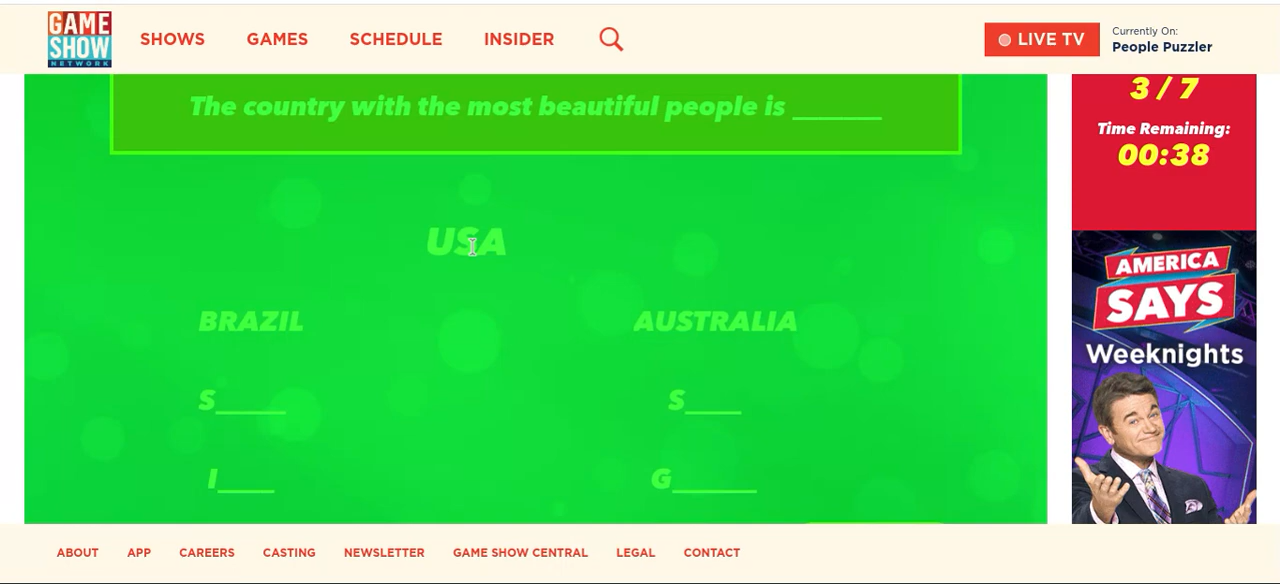 GAME
SHOW
NETWORK
SHOWS
GAMES
SCHEDULE
INSIDER
LIVE TV
Currently On:
People Puzzler
The country with the most beautiful people is ______
3 / 7
Time Remaining:
00:38
USA
BRAZIL
AUSTRALIA
S_____
S____
I____
G______
AMERICA
SAYS
Weeknights
ABOUT
APP
CAREERS
CASTING
NEWSLETTER
GAME SHOW CENTRAL
LEGAL
CONTACT